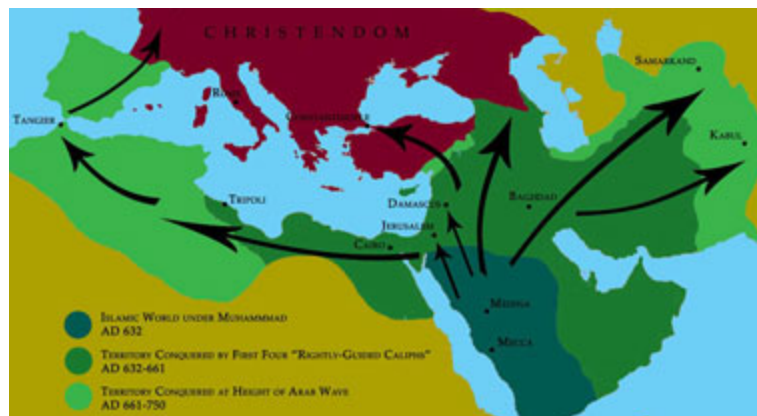 CHRISTENDOM
SAMARKAND
ROME
CONSTANTINOPLE
TANGIER
KABUL
TRIPOLI
DAMASCUS
BAGHDAD
JERUSALEM
CAIRO
MEDINA
MECCA
ISLAMIC WORLD UNDER MUHAMMMAD
AD 632
TERRITORY CONQUERED BY FIRST FOUR "RIGHTLY-GUIDED CALIPHS"
AD 632-661
TERRITORY CONQUERED AT HEIGHT OF ARAB WAVE
AD 661-750